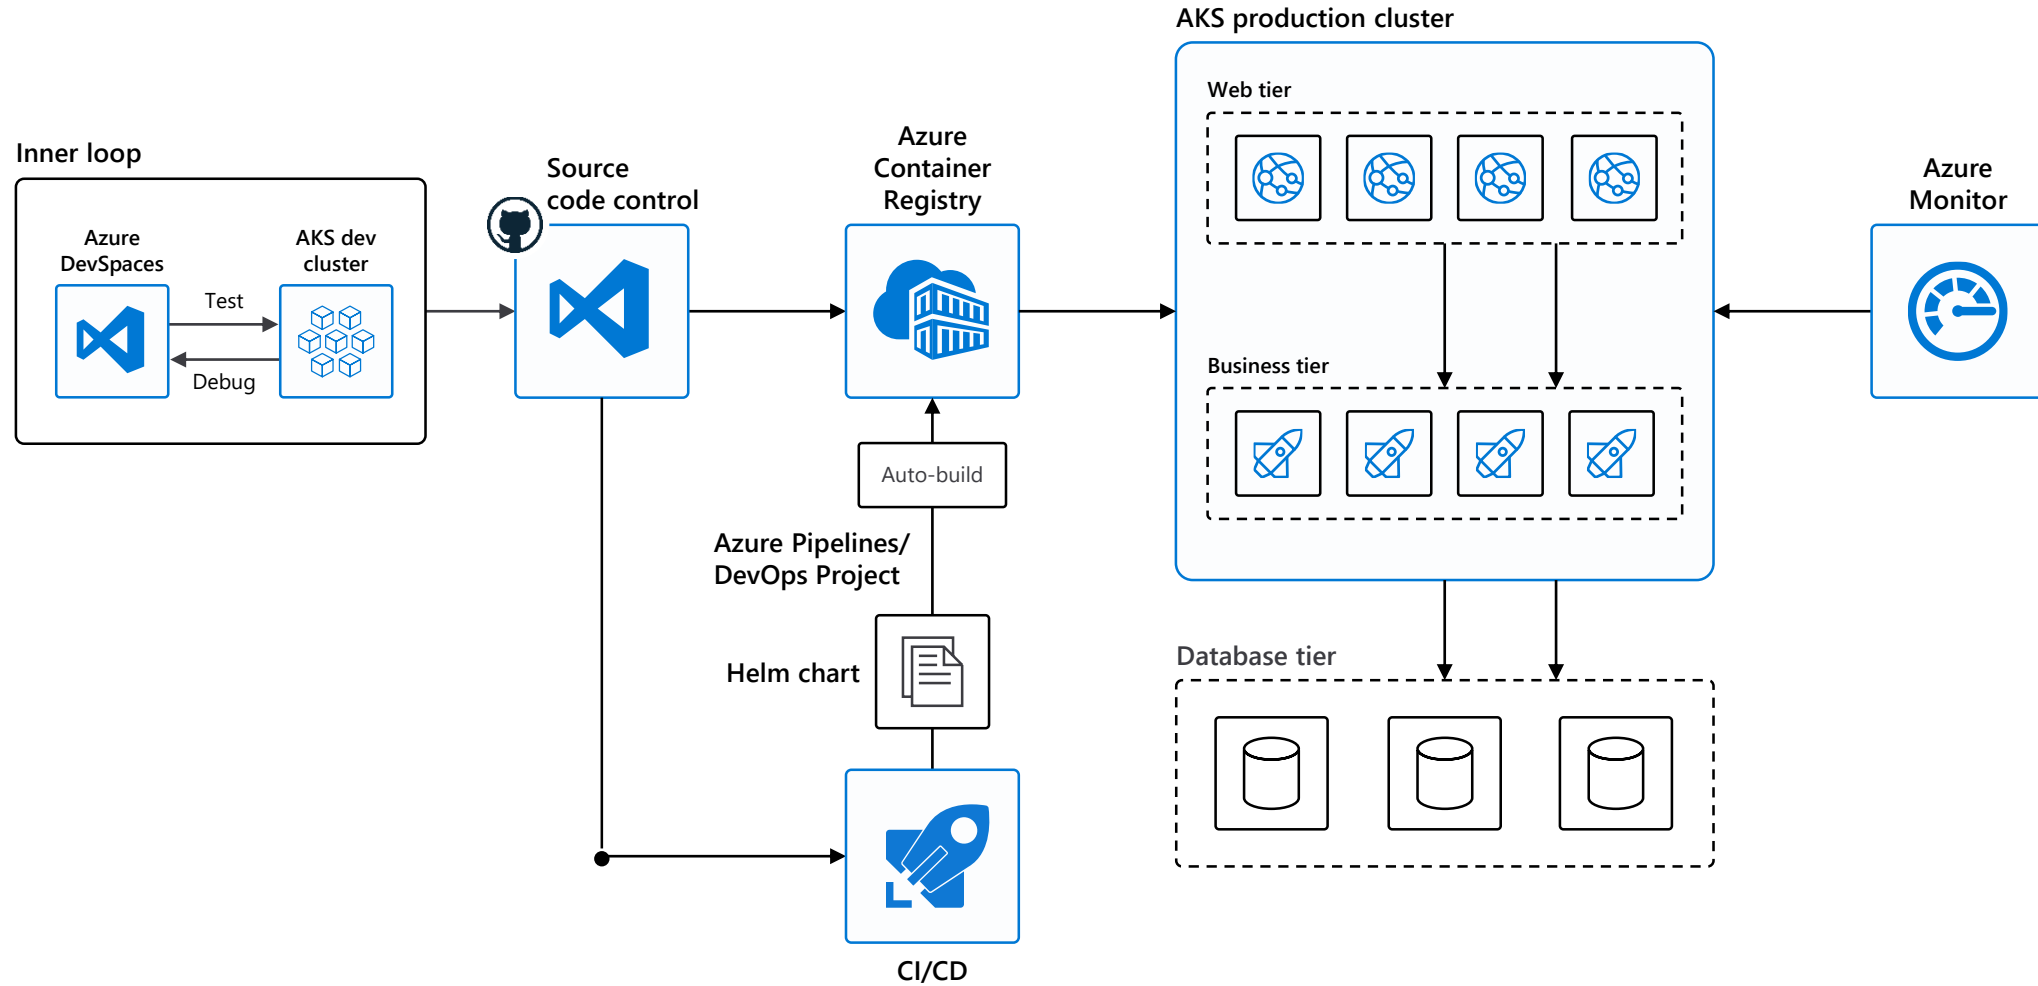 AKS production cluster
Web tier
Inner loop
Azure
DevSpaces
AKS dev
cluster
Test
Debug
Source
code control
Azure
Container
Registry
Azure
Monitor
Business tier
Auto-build
Azure Pipelines/
DevOps Project
Helm chart
Database tier
CI/CD